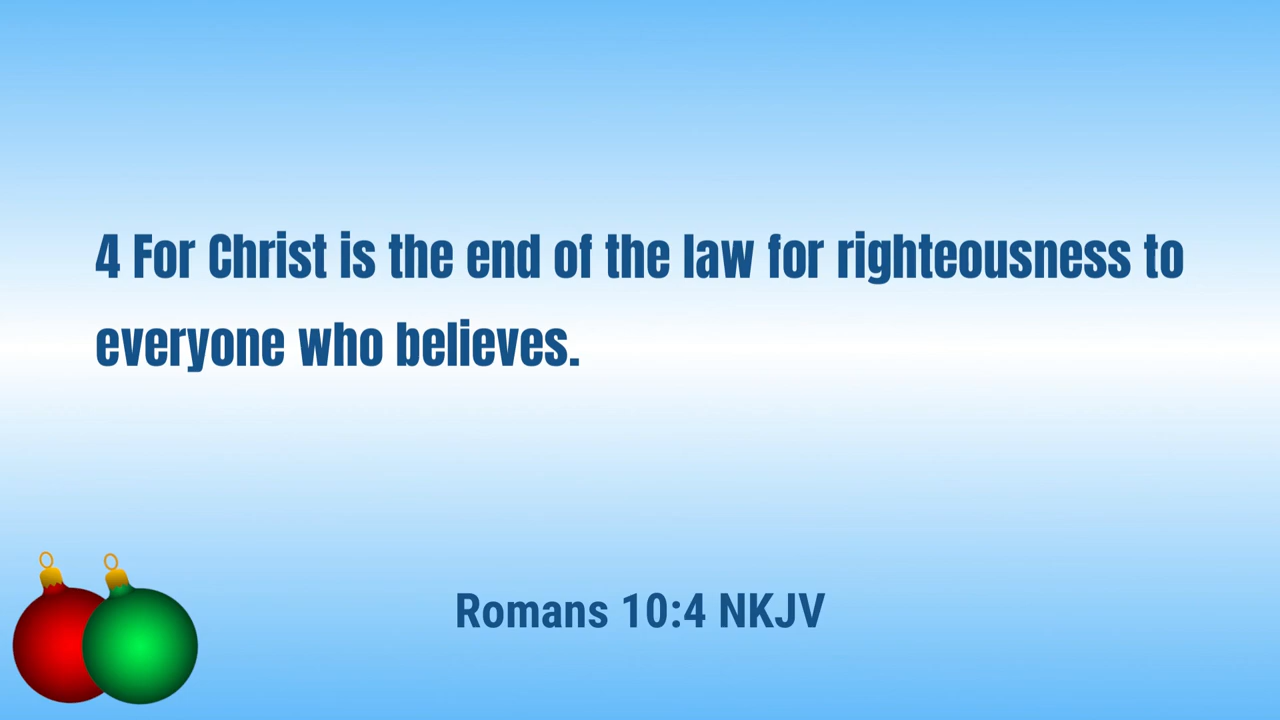 4 For Christ is the end of the law for righteousness to
everyone who believes.
Romans 10:4 NKJV